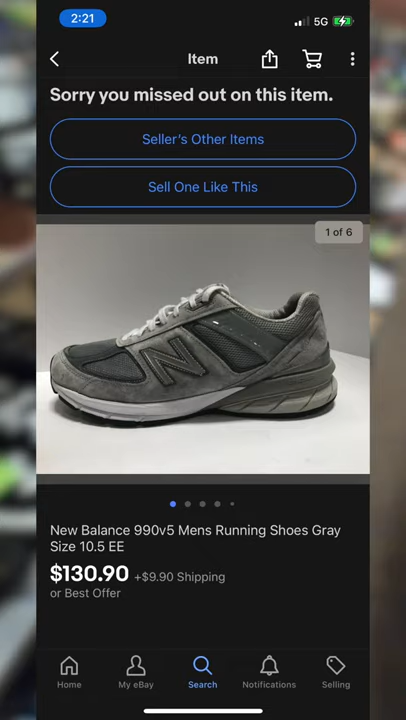 2:21
5G
Item
Sorry you missed out on this item.
Seller's Other Items
Sell One Like This
1 of 6
N
New Balance 990v5 Mens Running Shoes Gray
Size 10.5 EE
$130.90 +$9.90 Shipping
or Best Offer
Home
My eBay
Search
Notifications
Selling